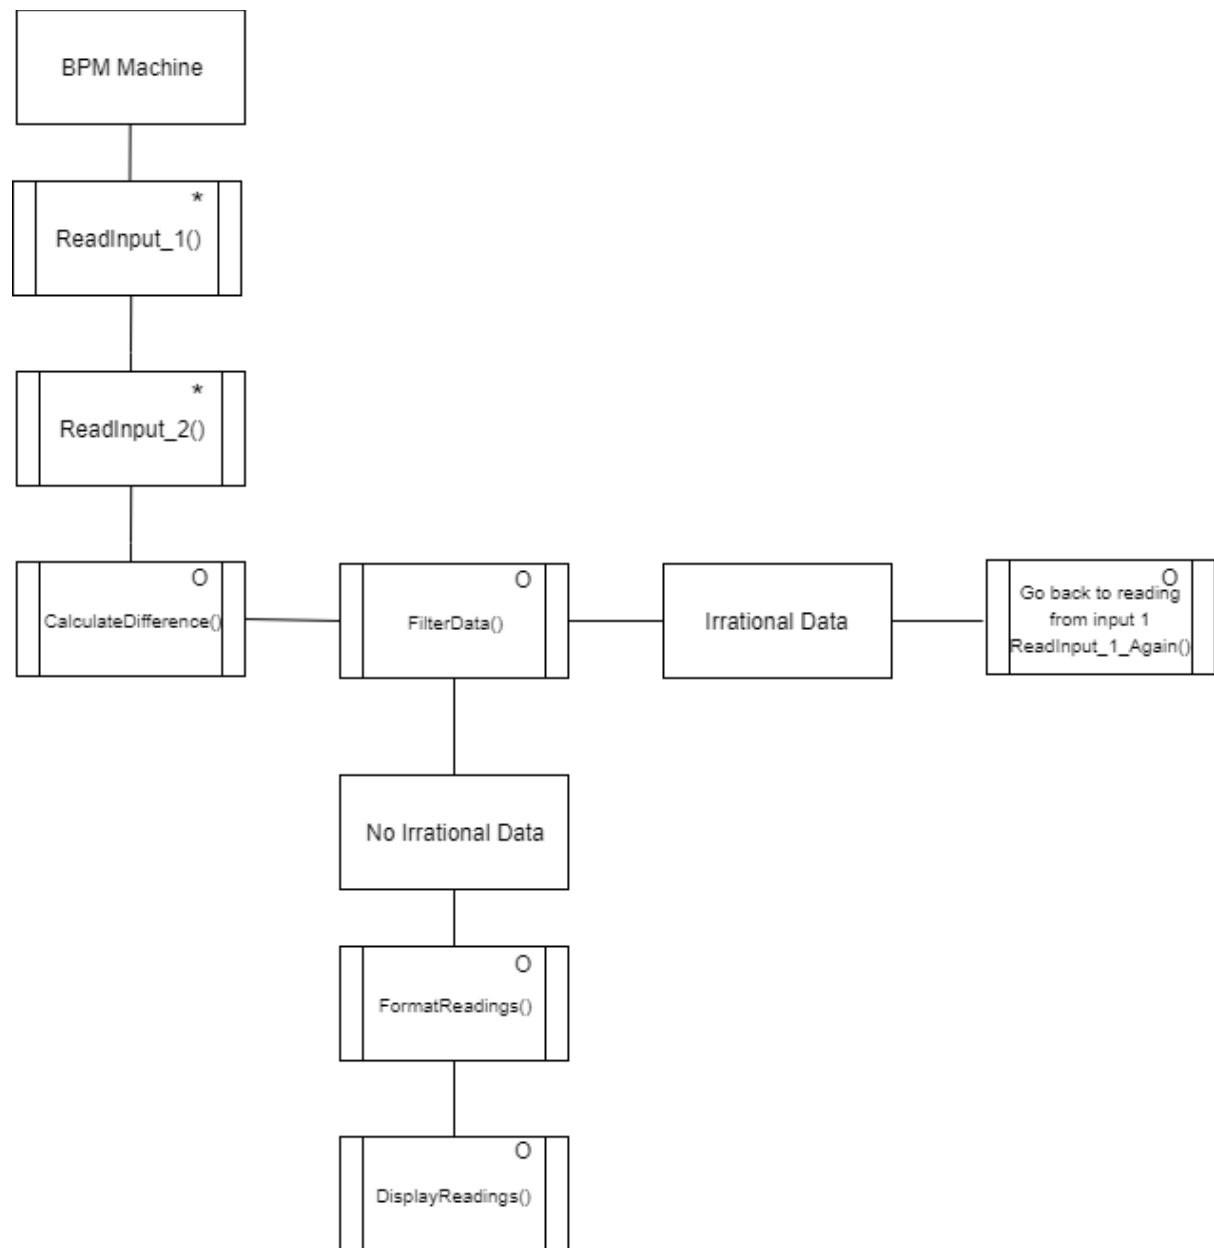 BPM Machine
*
ReadInput_1()
*
ReadInput_2()
O
CalculateDifference()
O
FilterData()
Irrational Data
O
Go back to reading
from input 1
ReadInput_1_Again()
No Irrational Data
O
FormatReadings()
O
DisplayReadings()